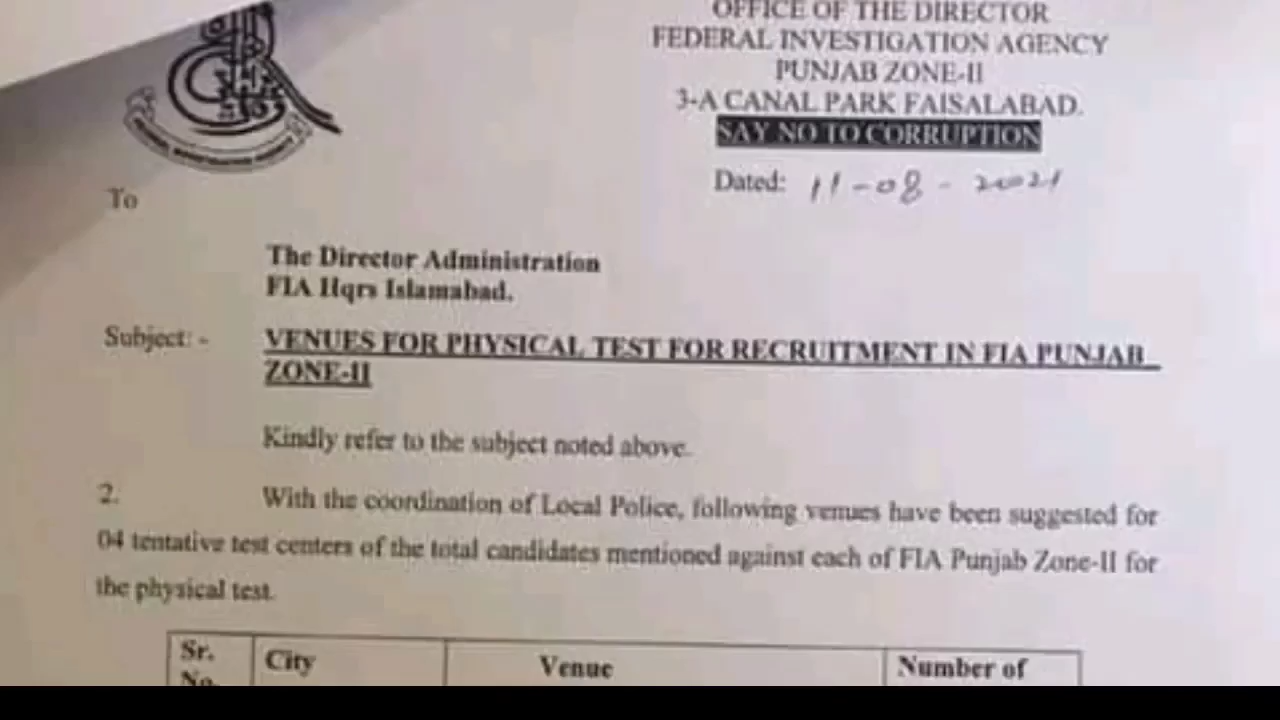 OFFICE OF THE DIRECTOR
FEDERAL INVESTIGATION AGENCY
PUNJAB ZONE-II
3-A CANAL PARK FAISALABAD.
SAY NO TO CORRUPTION
Dated: 11-08-2021
To
The Director Administration
FIA Hqrs Islamabad.
Subject: - VENUES FOR PHYSICAL TEST FOR RECRUITMENT IN FIA PUNJAB
ZONE-II
Kindly refer to the subject noted above.
2. With the coordination of Local Police, following venues have been suggested for
04 tentative test centers of the total candidates mentioned against each of FIA Punjab Zone-II for
the physical test.
Sr. City Venue Number of
No.